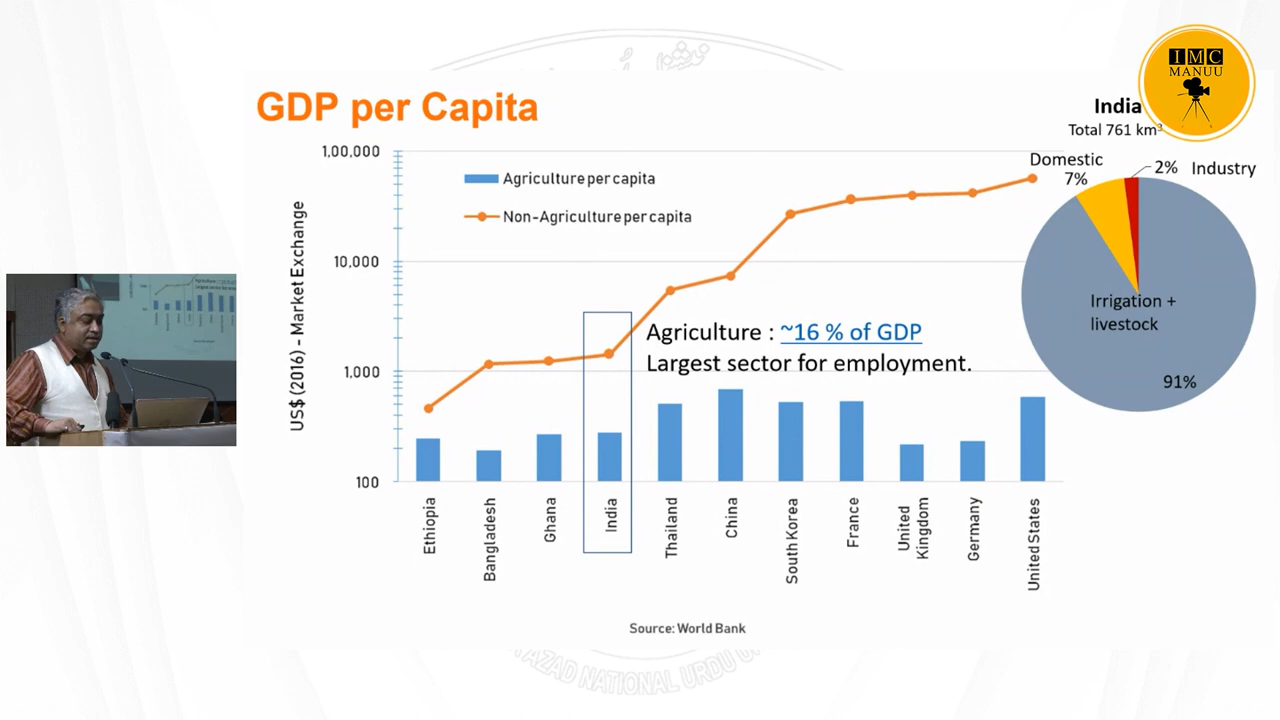 GDP per Capita
1,00,000
10,000
1,000
100
US$ (2016) – Market Exchange
Agriculture per capita
Non-Agriculture per capita
Agriculture : ~16 % of GDP
Largest sector for employment.
Ethiopia
Bangladesh
Ghana
India
Thailand
China
South Korea
France
United
Kingdom
Germany
United States
Source: World Bank
IMC
MANUU
India
Total 761 km³
Domestic
7%
2%
Industry
Irrigation +
livestock
91%
AZAD NATIONAL URDU